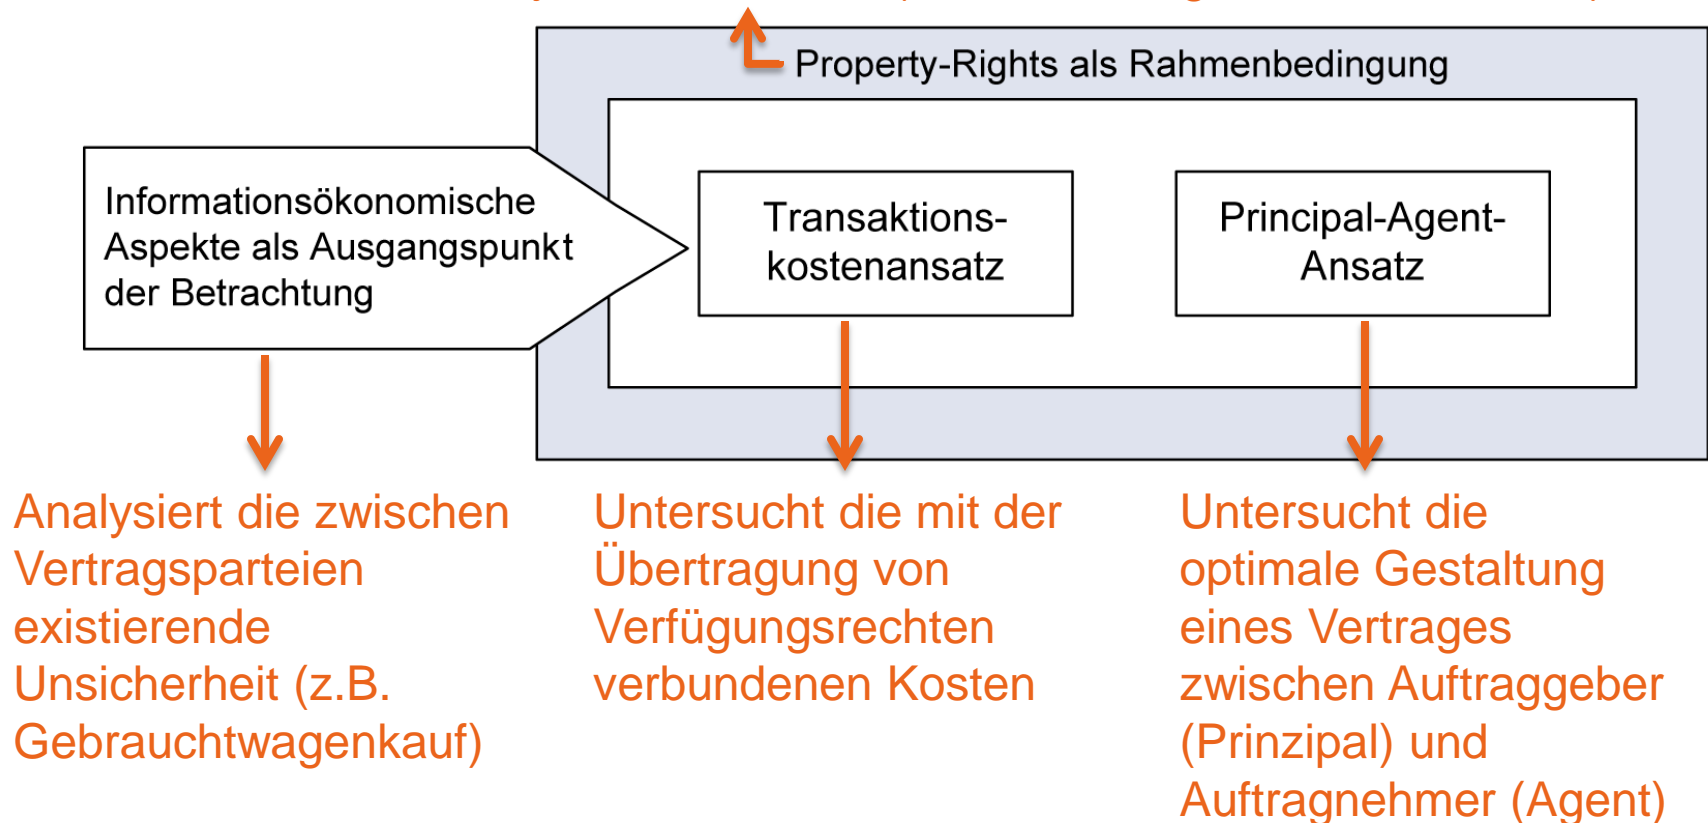 Property-Rights als Rahmenbedingung
Informationsökonomische
Aspekte als Ausgangspunkt
der Betrachtung
Transaktions-
kostenansatz
Principal-Agent-
Ansatz
Analysiert die zwischen
Vertragsparteien
existierende
Unsicherheit (z.B.
Gebrauchtwagenkauf)
Untersucht die mit der
Übertragung von
Verfügungsrechten
verbundenen Kosten
Untersucht die
optimale Gestaltung
eines Vertrages
zwischen Auftraggeber
(Prinzipal) und
Auftragnehmer (Agent)